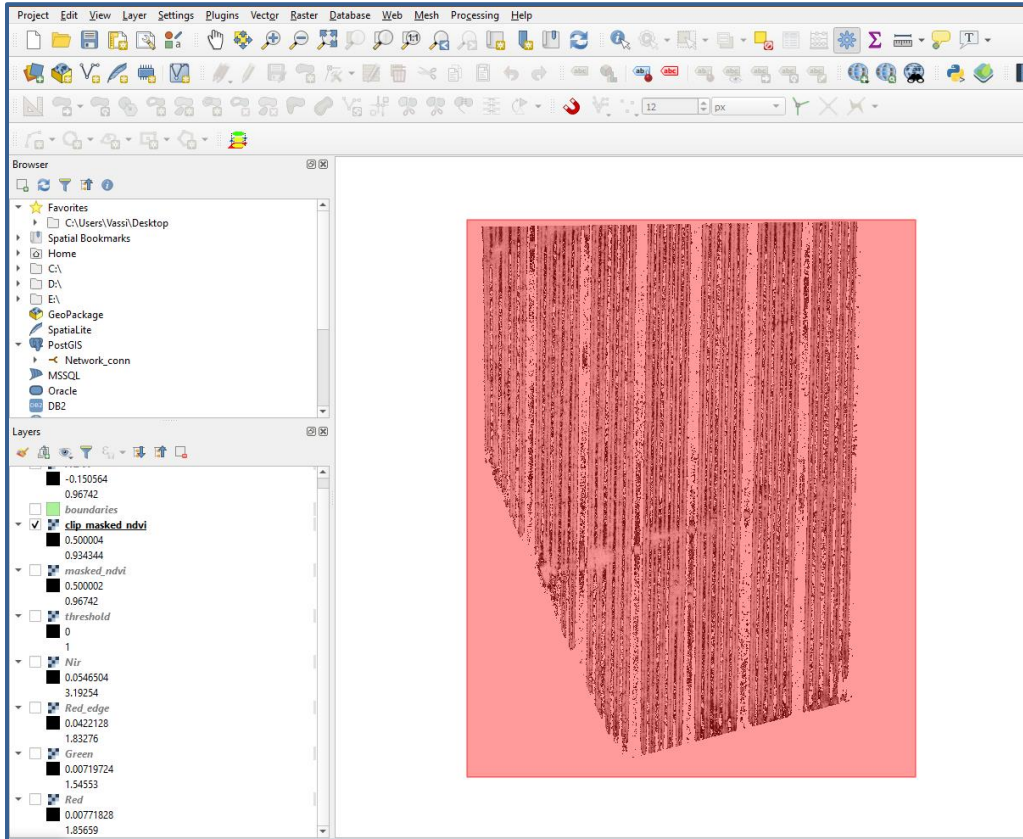 Project Edit View Layer Settings Plugins Vector Raster Database Web Mesh Processing Help
12 px
Browser
Favorites
C:\Users\Vassi\Desktop
Spatial Bookmarks
Home
C:\
D:\
E:\
GeoPackage
SpatiaLite
PostGIS
Network_conn
MSSQL
Oracle
DB2
Layers
-0.150564
0.96742
boundaries
clip_masked_ndvi
0.500004
0.934344
masked_ndvi
0.500002
0.96742
threshold
0
1
Nir
0.0546504
3.19254
Red_edge
0.0422128
1.83276
Green
0.00719724
1.54553
Red
0.00771828
1.85659